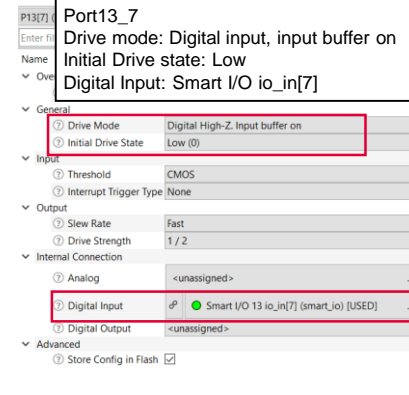 P13[7] (
Port13_7
Drive mode: Digital input, input buffer on
Initial Drive state: Low
Digital Input: Smart I/O io_in[7]
Enter fil
Name
Ove
General
Drive Mode Digital High-Z. Input buffer on
Initial Drive State Low (0)
Input
Threshold CMOS
Interrupt Trigger Type None
Output
Slew Rate Fast
Drive Strength 1 / 2
Internal Connection
Analog <unassigned>
Digital Input Smart I/O 13 io_in[7] (smart_io) [USED]
Digital Output <unassigned>
Advanced
Store Config in Flash